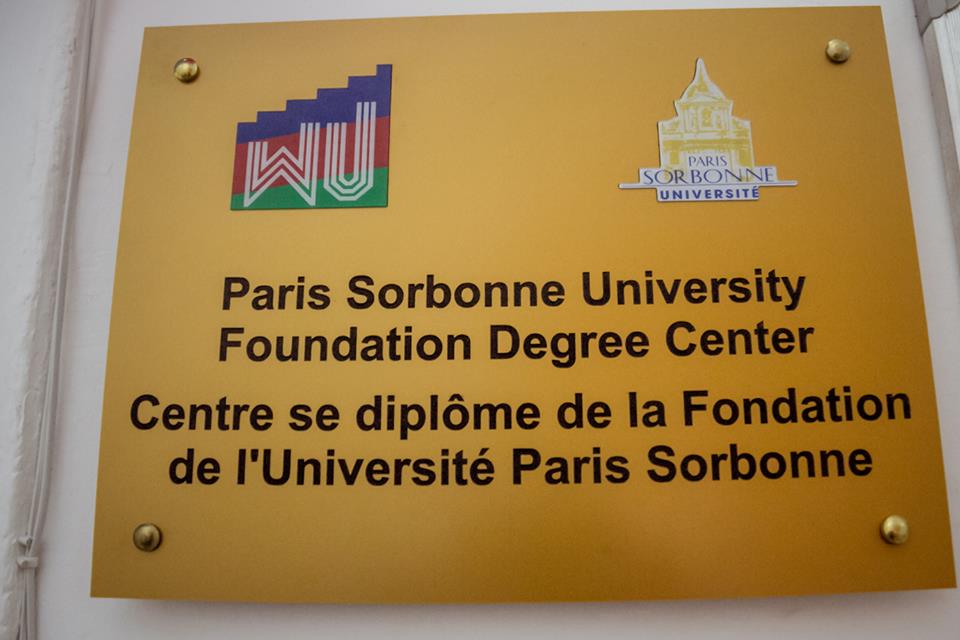 WU
PARIS
SORBONNE
UNIVERSITÉ
Paris Sorbonne University
Foundation Degree Center
Centre se diplôme de la Fondation
de l'Université Paris Sorbonne